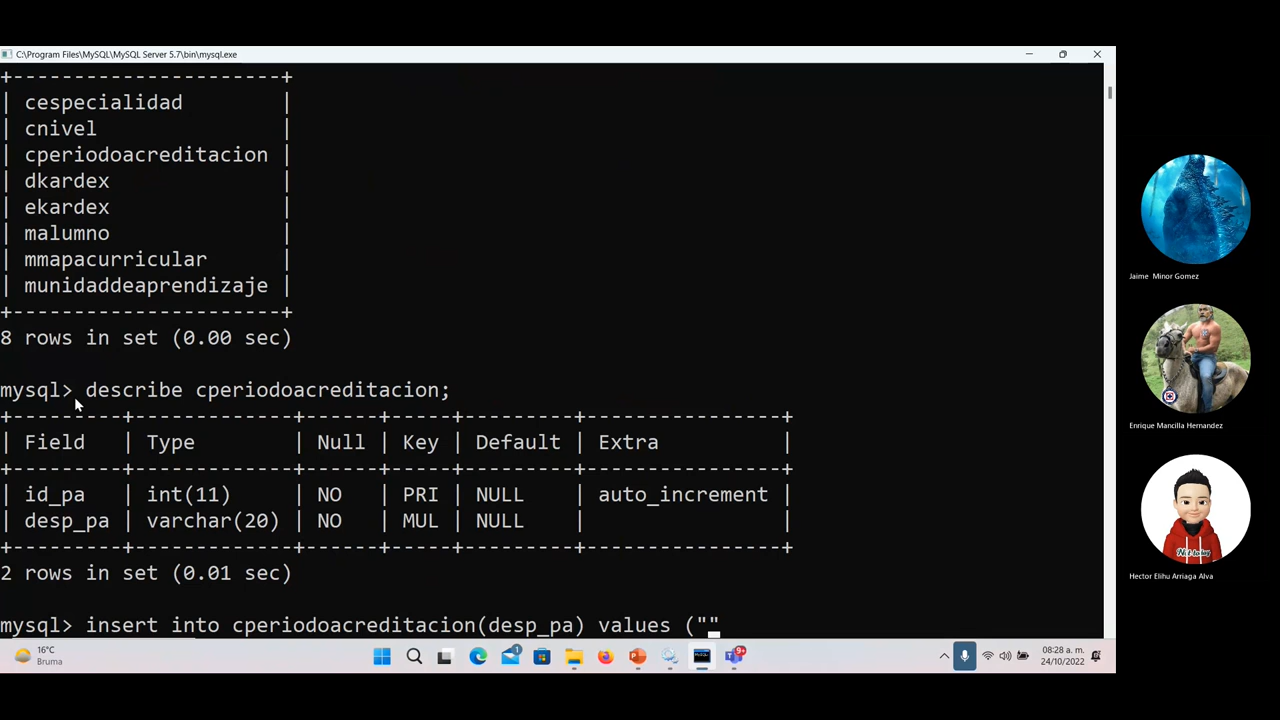 C:\Program Files\MySQL\MySQL Server 5.7\bin\mysql.exe
+---------------------+
| cespecialidad |
| cnivel |
| cperiodoacreditacion |
| dkardex |
| ekardex |
| malumno |
| mmapacurricular |
| munidaddeaprendizaje |
+---------------------+
8 rows in set (0.00 sec)
mysql> describe cperiodoacreditacion;
+---------+-------------+------+-----+---------+----------------+
| Field | Type | Null | Key | Default | Extra |
+---------+-------------+------+-----+---------+----------------+
| id_pa | int(11) | NO | PRI | NULL | auto_increment |
| desp_pa | varchar(20) | NO | MUL | NULL | |
+---------+-------------+------+-----+---------+----------------+
2 rows in set (0.01 sec)
mysql> insert into cperiodoacreditacion(desp_pa) values (""
Jaime Minor Gomez
Enrique Mancilla Hernandez
Not today
Hector Elihu Arriaga Alva
16°C
Bruma
1
9+
08:28 a. m.
24/10/2022